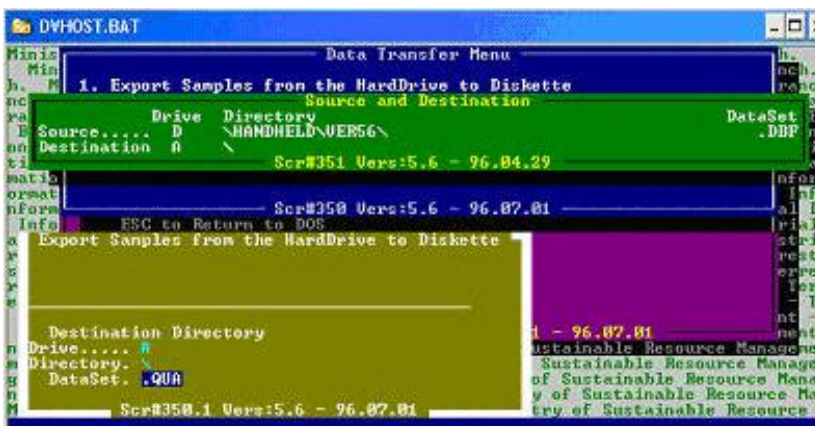 DVHOST.BAT
Data Transfer Menu
1. Export Samples from the HardDrive to Diskette
Source and Destination
Drive Directory DataSet
Source..... D \HANDHELD\VER56\ .DBF
Destination A \
Scr#351 Vers:5.6 - 96.04.29
Scr#350 Vers:5.6 - 96.07.01
ESC to Return to DOS
Export Samples from the HardDrive to Diskette
Destination Directory
Drive..... A
Directory. \
DataSet. .QUA
Scr#350.1 Vers:5.6 - 96.07.01
1 - 96.07.01
ustainable Resource Manageme
Sustainable Resource Manage
of Sustainable Resource Mana
y of Sustainable Resource Ma
try of Sustainable Resource